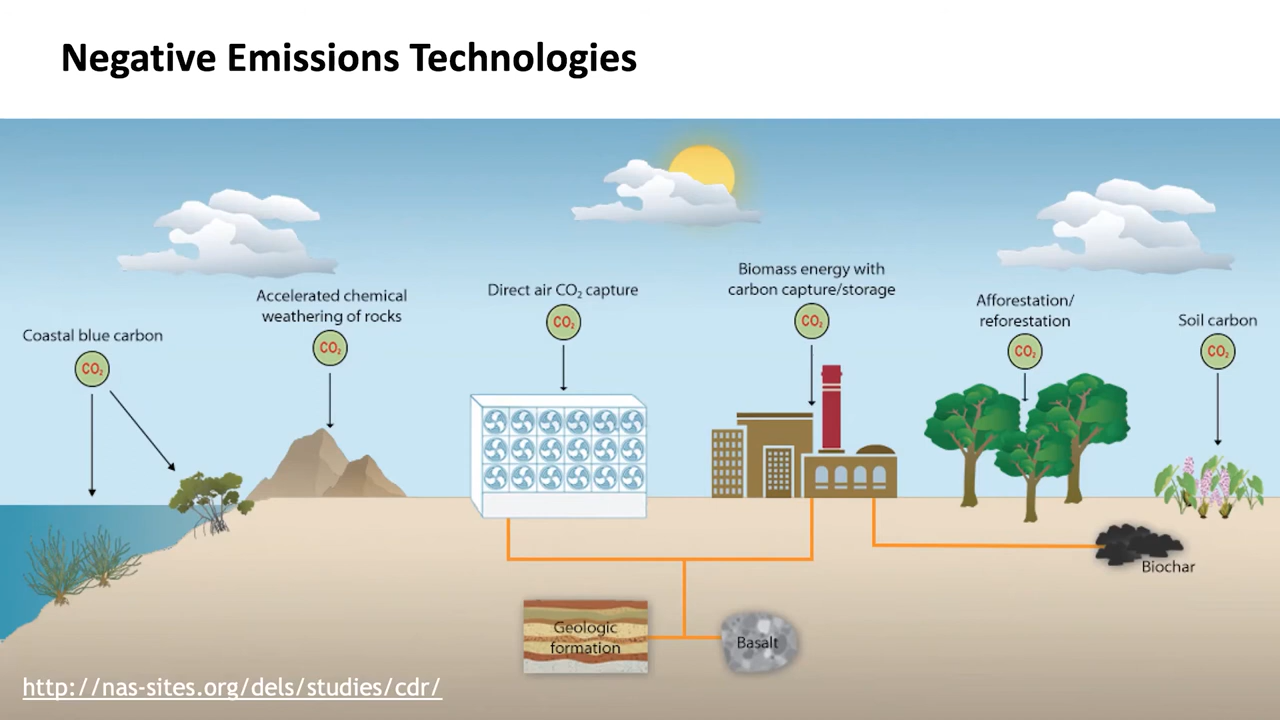 Negative Emissions Technologies
Coastal blue carbon
CO₂
Accelerated chemical
weathering of rocks
CO₂
Direct air CO₂ capture
CO₂
Biomass energy with
carbon capture/storage
CO₂
Afforestation/
reforestation
CO₂
Soil carbon
CO₂
Biochar
Geologic
formation
Basalt
http://nas-sites.org/dels/studies/cdr/